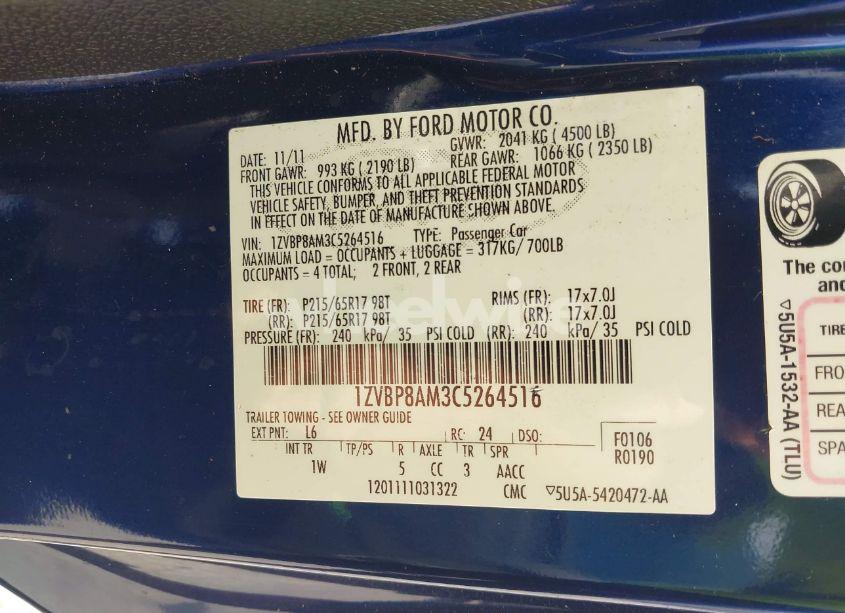 MFD. BY FORD MOTOR CO.
DATE: 11/11 GVWR: 2041 KG ( 4500 LB)
FRONT GAWR: 993 KG ( 2190 LB) REAR GAWR: 1066 KG ( 2350 LB)
THIS VEHICLE CONFORMS TO ALL APPLICABLE FEDERAL MOTOR
VEHICLE SAFETY, BUMPER, AND THEFT PREVENTION STANDARDS
IN EFFECT ON THE DATE OF MANUFACTURE SHOWN ABOVE.
VIN: 1ZVBP8AM3C5264516 TYPE: Passenger Car
MAXIMUM LOAD = OCCUPANTS + LUGGAGE = 317KG/ 700LB
OCCUPANTS = 4 TOTAL; 2 FRONT, 2 REAR
TIRE (FR): P215/65R17 98T RIMS (FR): 17x7.0J
(RR): P215/65R17 98T (RR): 17x7.0J
PRESSURE (FR): 240 kPa/ 35 PSI COLD (RR): 240 kPa/ 35 PSI COLD
1ZVBP8AM3C5264516
TRAILER TOWING - SEE OWNER GUIDE
EXT PNT: L6 RC: 24 DSO: F0106
INT TR TP/PS R AXLE TR SPR R0190
1W 5 CC 3 AACC
1201111031322 CMC ▽5U5A-5420472-AA
The co
an
TIRE
FRO
REA
SPA
▽5U5A-1532-AA (TLU)